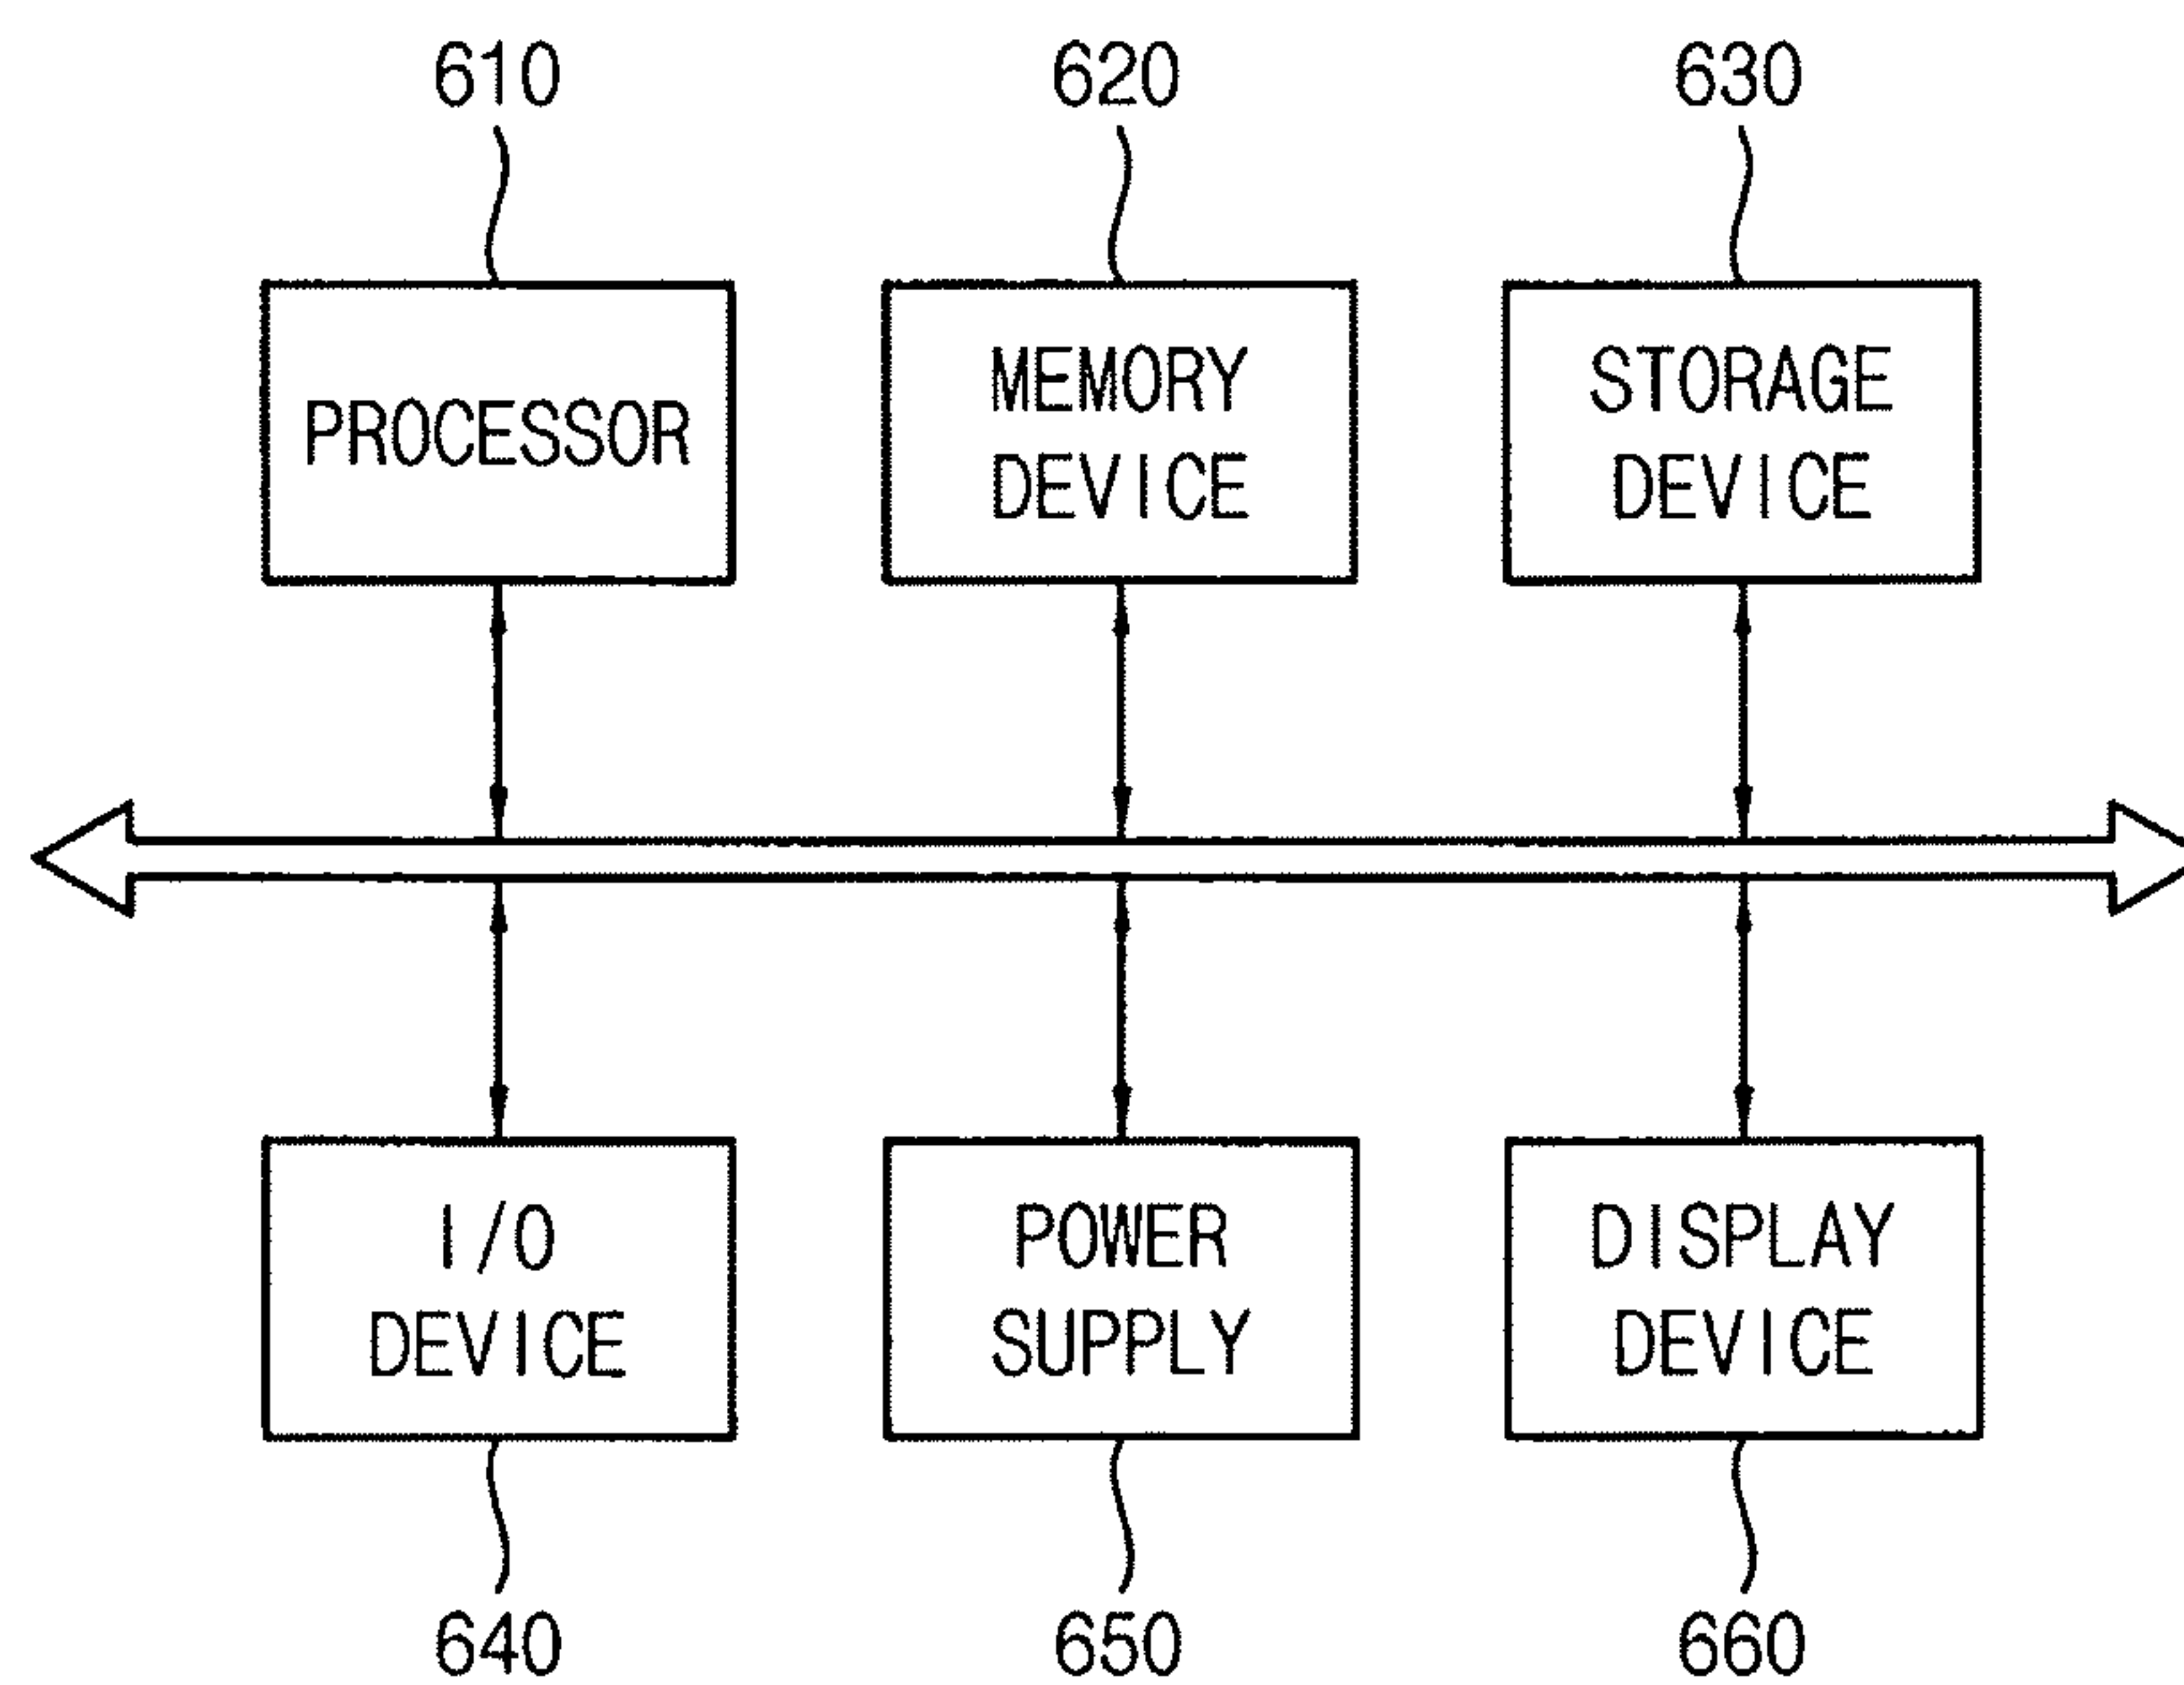 610
620
630
PROCESSOR
MEMORY
DEVICE
STORAGE
DEVICE
I/O
DEVICE
POWER
SUPPLY
DISPLAY
DEVICE
640
650
660